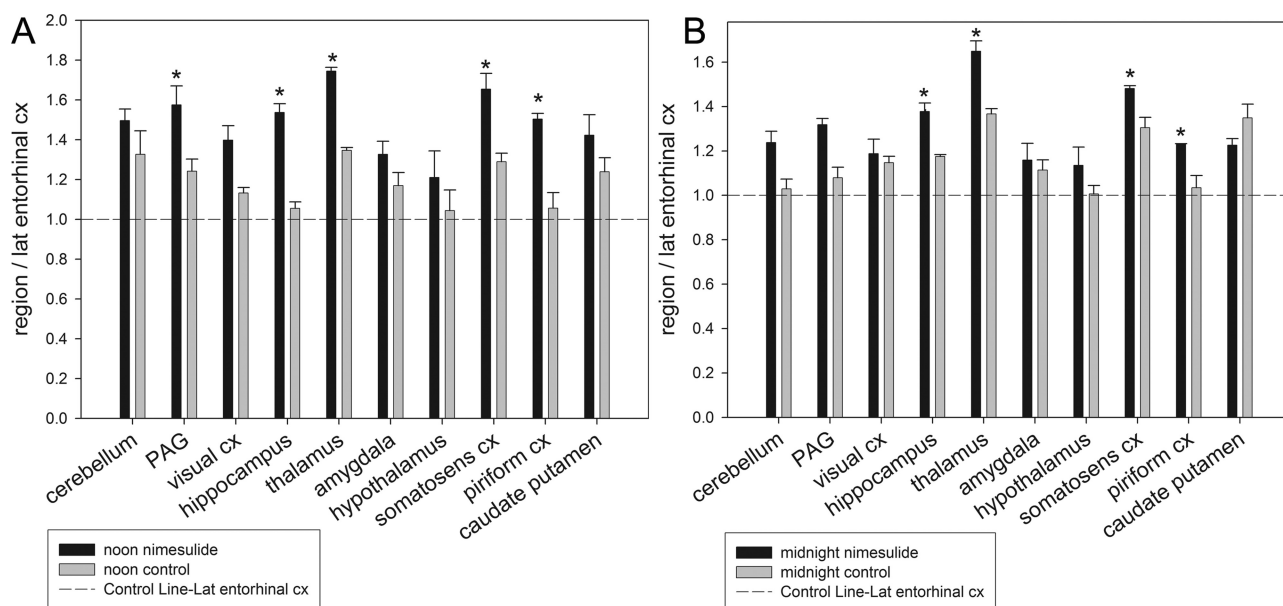 A
region / lat entorhinal cx
2.0
1.8
1.6
1.4
1.2
1.0
0.8
0.6
0.4
0.2
0.0
*
*
*
*
*
cerebellum
PAG
visual cx
hippocampus
thalamus
amygdala
hypothalamus
somatosens cx
piriform cx
caudate putamen
noon nimesulide
noon control
Control Line-Lat entorhinal cx
B
region / lat entorhinal cx
1.6
1.4
1.2
1.0
0.8
0.6
0.4
0.2
0.0
*
*
*
*
cerebellum
PAG
visual cx
hippocampus
thalamus
amygdala
hypothalamus
somatosens cx
piriform cx
caudate putamen
midnight nimesulide
midnight control
Control Line-Lat entorhinal cx